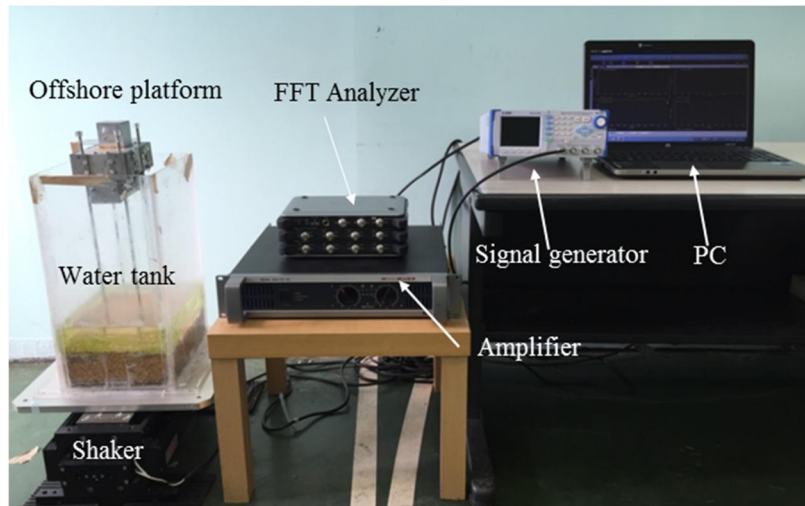 Offshore platform
FFT Analyzer
Water tank
Signal generator
PC
Amplifier
Shaker